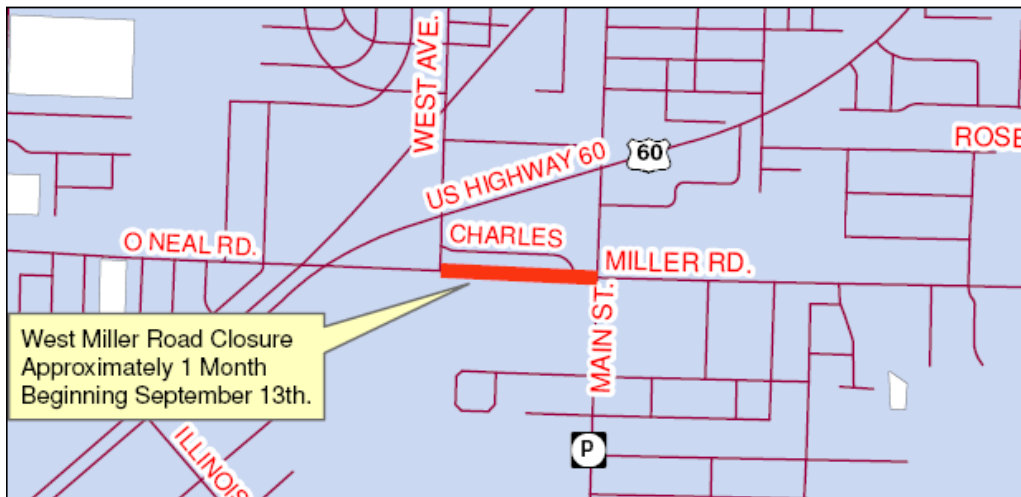 WEST AVE.
US HIGHWAY 60
60
ROSE
O NEAL RD.
CHARLES
MILLER RD.
West Miller Road Closure
Approximately 1 Month
Beginning September 13th.
MAIN ST.
P
ILLINOIS